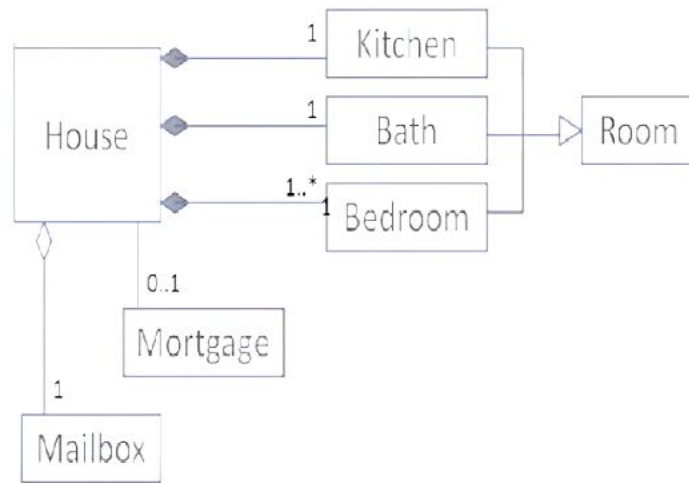 1
Kitchen
House
1
Bath
Room
1..*
1
Bedroom
0..1
Mortgage
1
Mailbox